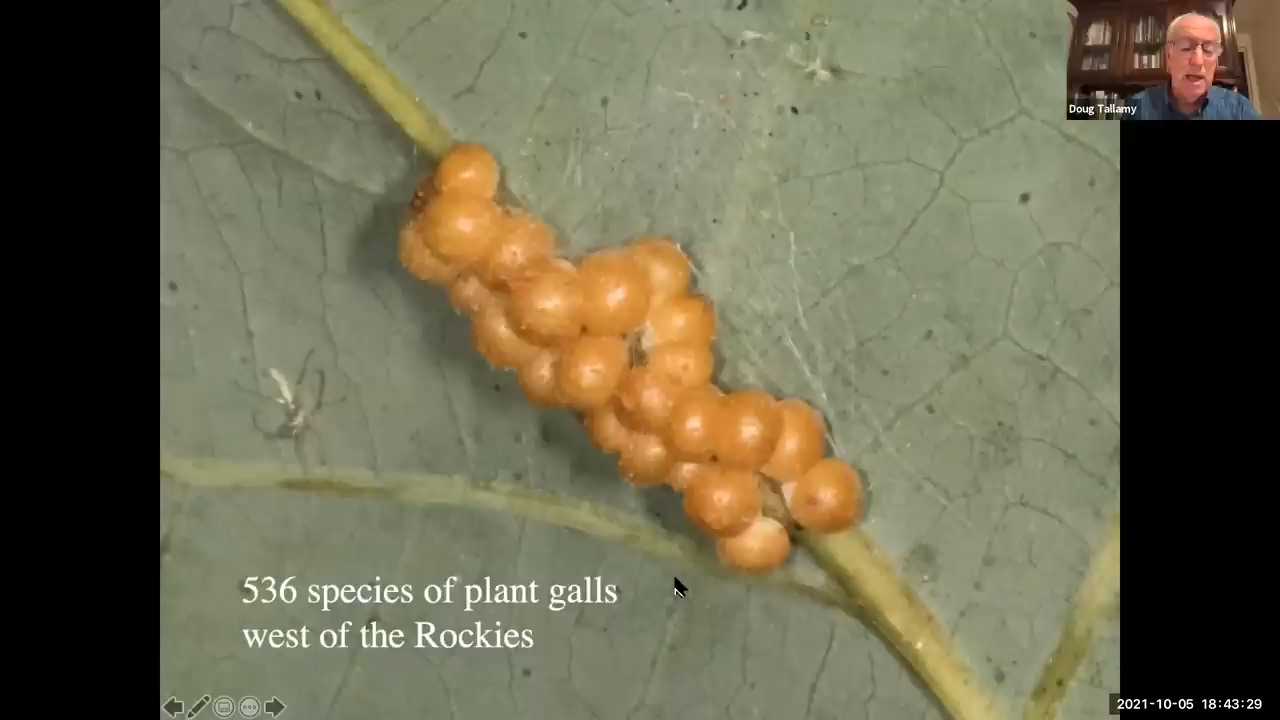 Doug Tallamy
536 species of plant galls
west of the Rockies
2021-10-05 18:43:29